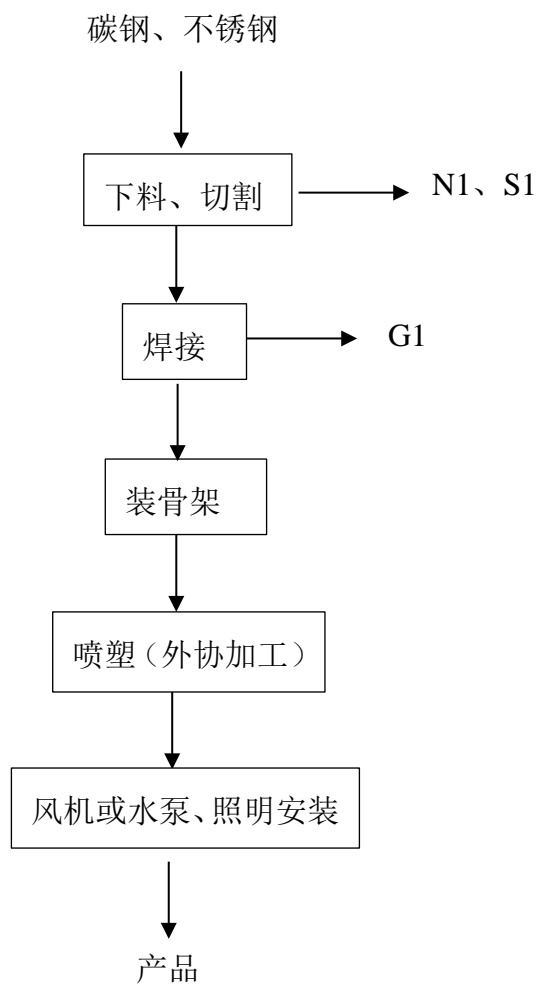 碳钢、不锈钢
下料、切割
N1、S1
焊接
G1
装骨架
喷塑（外协加工）
风机或水泵、照明安装
产品